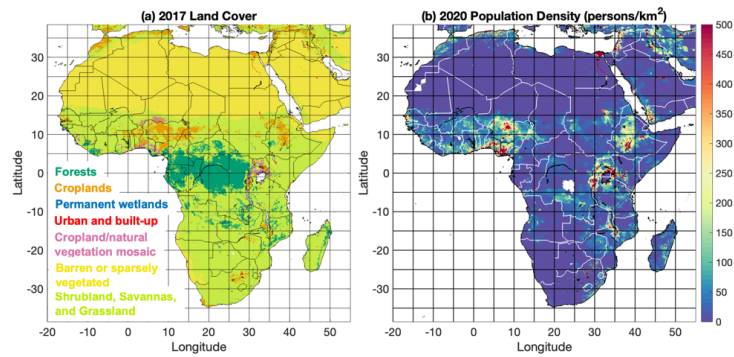 (a) 2017 Land Cover
(b) 2020 Population Density (persons/km2)
Latitude
30
20
10
0
-10
-20
-30
Forests
Croplands
Permanent wetlands
Urban and built-up
Cropland/natural
vegetation mosaic
Barren or sparsely
vegetated
Shrubland, Savannas,
and Grassland
-20 -10 0 10 20 30 40 50
Longitude
Latitude
30
20
10
0
-10
-20
-30
-10 0 10 20 30 40 50
Longitude
500
450
400
350
300
250
200
150
100
50
0